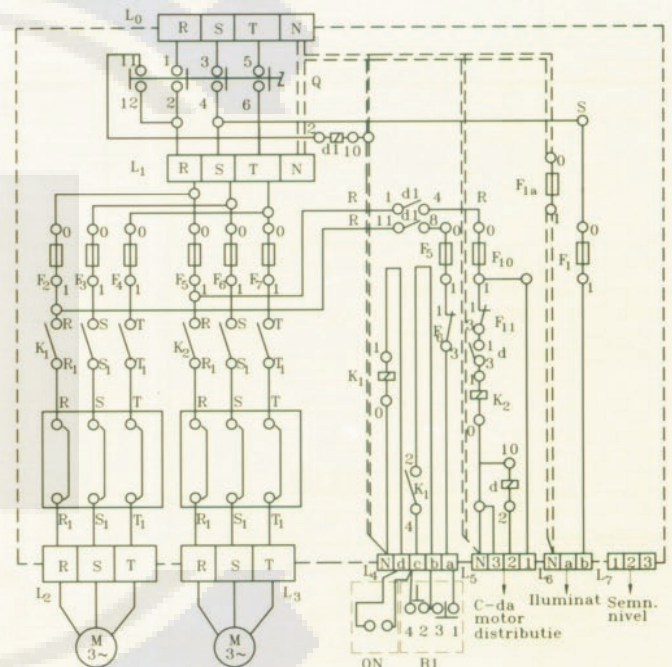 L0 R S T N
11 1 3 5
Q
12 2 4 6
S
2 d1 10
L1 R S T N
0
F1a
1
R 1 d1 4 R
R 11 d1 8
0 0 0 0 0 0 0 0 0
F2 F3 F4 F5 F6 F7 F5 F10 F1
1 1 1 1 1 1 1 1 1
R S T R S T
K1 K2
R1 S1 T1 R1 S1 T1
1 3
F11
1 3
1 d
3
1
K1
0
1
K2
0
R S T R S T
2
K1
4
10
d
2
R1 S1 T1 R1 S1 T1
R S T R S T
L2 L3
L4 N d c b a
L5 N 3 2 1
L6 N a b
L7 1 2 3
M
3~
M
3~
4 2 3 1
ON B1
C-da
motor
distributie
Iluminat
Semn.
nivel